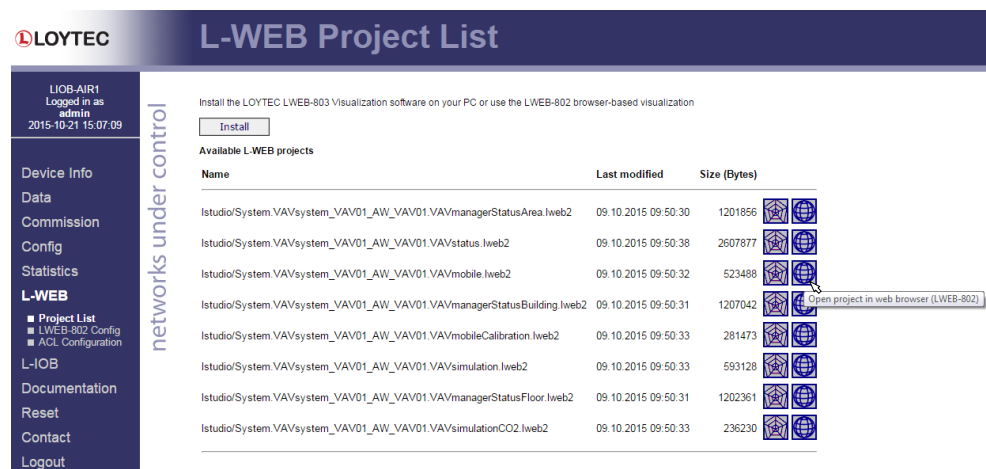 LOYTEC
L-WEB Project List
LIOB-AIR1
Logged in as
admin
2015-10-21 15:07:09
Device Info
Data
Commission
Config
Statistics
L-WEB
Project List
LWEB-802 Config
ACL Configuration
L-IOB
Documentation
Reset
Contact
Logout
networks under control
Install the LOYTEC LWEB-803 Visualization software on your PC or use the LWEB-802 browser-based visualization
Install
Available L-WEB projects
Name Last modified Size (Bytes)
lstudio/System.VAVsystem_VAV01_AW_VAV01.VAVmanagerStatusArea.lweb2 09.10.2015 09:50:30 1201856
lstudio/System.VAVsystem_VAV01_AW_VAV01.VAVstatus.lweb2 09.10.2015 09:50:38 2607877
lstudio/System.VAVsystem_VAV01_AW_VAV01.VAVmobile.lweb2 09.10.2015 09:50:32 523488
Open project in web browser (LWEB-802)
lstudio/System.VAVsystem_VAV01_AW_VAV01.VAVmanagerStatusBuilding.lweb2 09.10.2015 09:50:31 1207042
lstudio/System.VAVsystem_VAV01_AW_VAV01.VAVmobileCalibration.lweb2 09.10.2015 09:50:33 281473
lstudio/System.VAVsystem_VAV01_AW_VAV01.VAVsimulation.lweb2 09.10.2015 09:50:33 593128
lstudio/System.VAVsystem_VAV01_AW_VAV01.VAVmanagerStatusFloor.lweb2 09.10.2015 09:50:31 1202361
lstudio/System.VAVsystem_VAV01_AW_VAV01.VAVsimulationCO2.lweb2 09.10.2015 09:50:33 236230